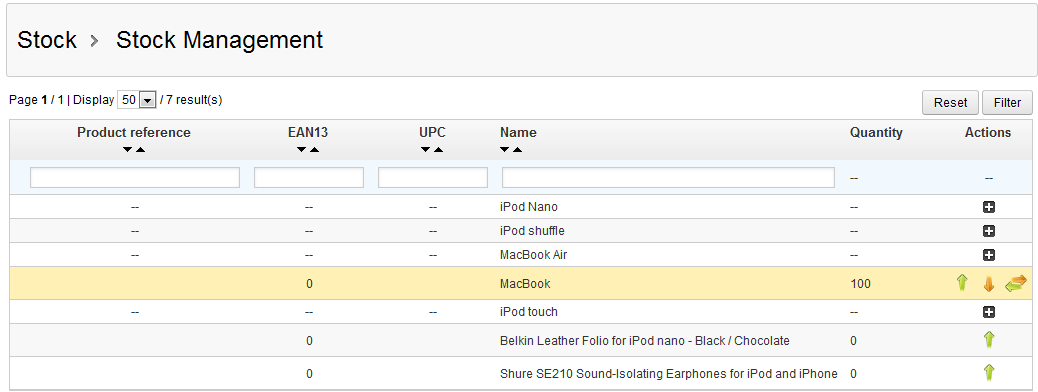 Stock > Stock Management
Page 1 / 1 | Display 50 / 7 result(s)
Reset Filter
Product reference EAN13 UPC Name Quantity Actions
-- --
-- -- -- iPod Nano --
-- -- -- iPod shuffle --
-- -- -- MacBook Air --
0 MacBook 100
-- -- -- iPod touch --
0 Belkin Leather Folio for iPod nano - Black / Chocolate 0
0 Shure SE210 Sound-Isolating Earphones for iPod and iPhone 0